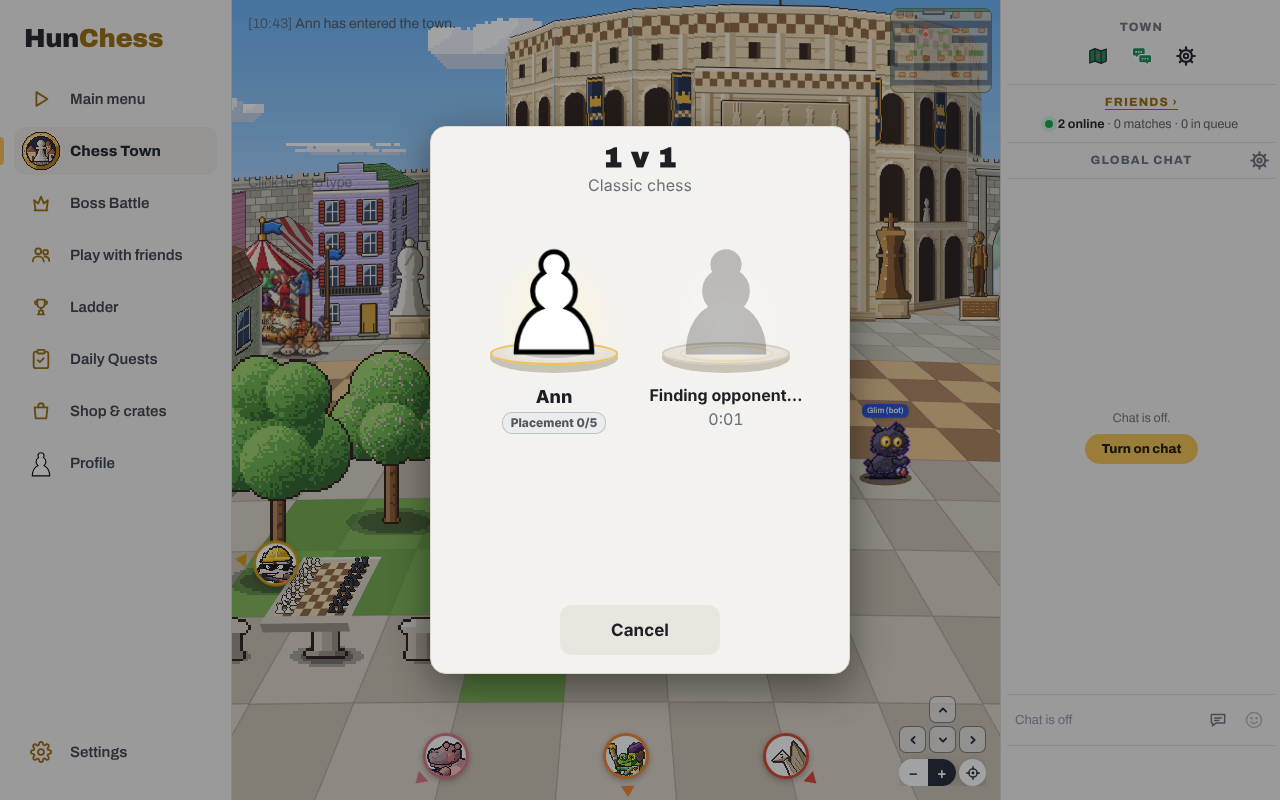 HunChess
Main menu
Chess Town
Boss Battle
Play with friends
Ladder
Daily Quests
Shop & crates
Profile
Settings
[10:43] Ann has entered the town.
Click here to type
1 v 1
Classic chess
Ann
Placement 0/5
Finding opponent...
0:01
Cancel
Glim (bot)
TOWN
FRIENDS ›
2 online · 0 matches · 0 in queue
GLOBAL CHAT
Chat is off.
Turn on chat
Chat is off